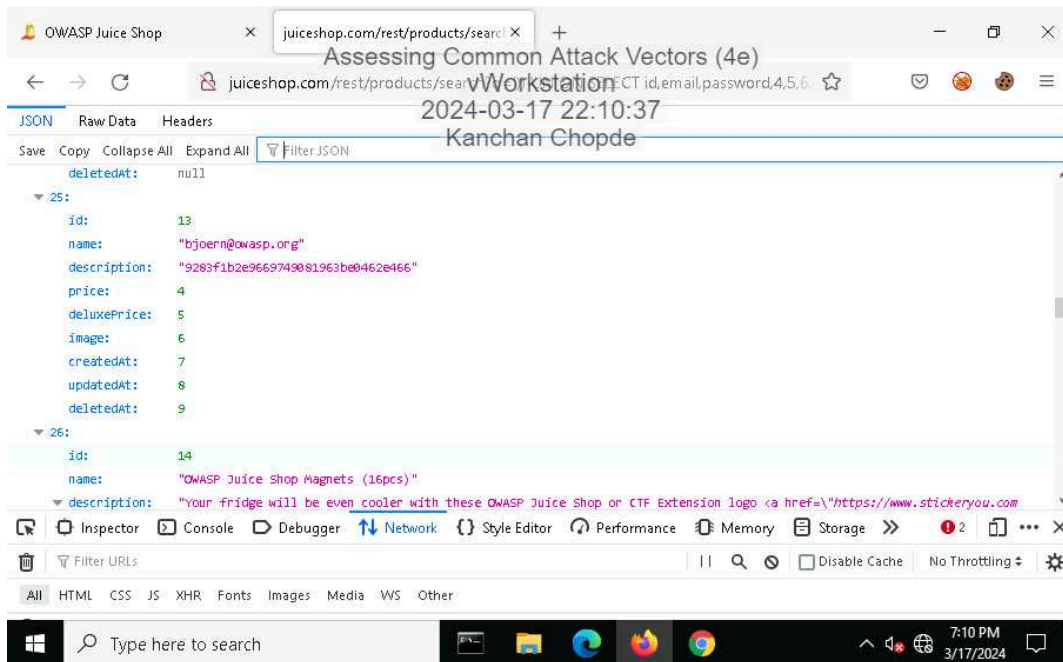 OWASP Juice Shop
juiceshop.com/rest/products/searc
Assessing Common Attack Vectors (4e)
juiceshop.com/rest/products/sear
CT id,email,password,4,5,6
vWorkstation
2024-03-17 22:10:37
Kanchan Chopde
JSON Raw Data Headers
Save Copy Collapse All Expand All Filter JSON
deletedAt: null
25:
id: 13
name: "bjoern@owasp.org"
description: "9283f1b2e9669749081963be0462e466"
price: 4
deluxePrice: 5
image: 6
createdAt: 7
updatedAt: 8
deletedAt: 9
26:
id: 14
name: "OWASP Juice Shop Magnets (16pcs)"
description: "Your fridge will be even cooler with these OWASP Juice Shop or CTF Extension logo <a href=\"https://www.stickeryou.com
Inspector Console Debugger Network {} Style Editor Performance Memory Storage 2
Filter URLs Disable Cache No Throttling
All HTML CSS JS XHR Fonts Images Media WS Other
Type here to search 7:10 PM
3/17/2024